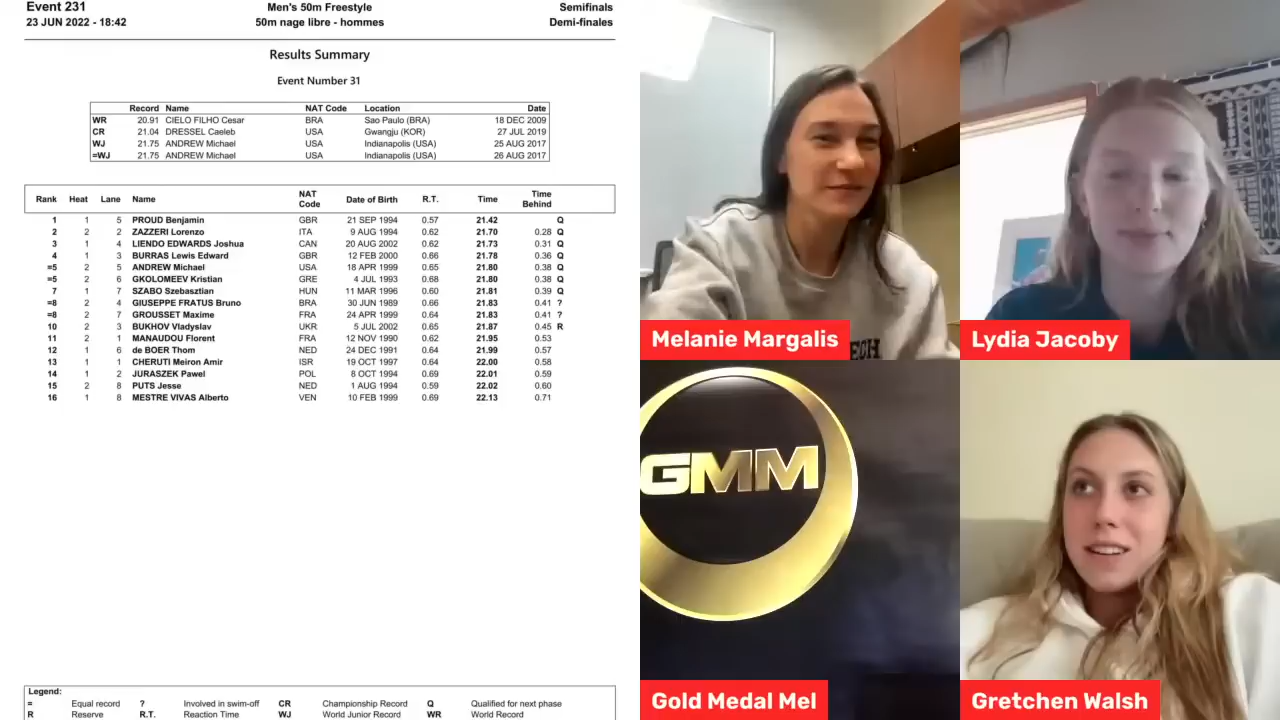 Event 231 Men's 50m Freestyle Semifinals
23 JUN 2022 - 18:42 50m nage libre - hommes Demi-finales
Results Summary
Event Number 31
Record Name NAT Code Location Date
WR 20.91 CIELO FILHO Cesar BRA Sao Paulo (BRA) 18 DEC 2009
CR 21.04 DRESSEL Caeleb USA Gwangju (KOR) 27 JUL 2019
WJ 21.75 ANDREW Michael USA Indianapolis (USA) 25 AUG 2017
=WJ 21.75 ANDREW Michael USA Indianapolis (USA) 26 AUG 2017
Rank Heat Lane Name NAT Code Date of Birth R.T. Time Time Behind
1 1 5 PROUD Benjamin GBR 21 SEP 1994 0.57 21.42 Q
2 2 2 ZAZZERI Lorenzo ITA 9 AUG 1994 0.62 21.70 0.28 Q
3 1 4 LIENDO EDWARDS Joshua CAN 20 AUG 2002 0.62 21.73 0.31 Q
4 1 3 BURRAS Lewis Edward GBR 12 FEB 2000 0.66 21.78 0.36 Q
=5 2 5 ANDREW Michael USA 18 APR 1999 0.65 21.80 0.38 Q
=5 2 6 GKOLOMEEV Kristian GRE 4 JUL 1993 0.68 21.80 0.38 Q
7 1 7 SZABO Szebasztian HUN 11 MAR 1996 0.60 21.81 0.39 Q
=8 2 4 GIUSEPPE FRATUS Bruno BRA 30 JUN 1989 0.66 21.83 0.41 ?
=8 2 7 GROUSSET Maxime FRA 24 APR 1999 0.64 21.83 0.41 ?
10 2 3 BUKHOV Vladyslav UKR 5 JUL 2002 0.65 21.87 0.45 R
11 2 1 MANAUDOU Florent FRA 12 NOV 1990 0.62 21.95 0.53
12 1 6 de BOER Thom NED 24 DEC 1991 0.64 21.99 0.57
13 1 1 CHERUTI Meiron Amir ISR 19 OCT 1997 0.64 22.00 0.58
14 1 2 JURASZEK Pawel POL 8 OCT 1994 0.69 22.01 0.59
15 2 8 PUTS Jesse NED 1 AUG 1994 0.59 22.02 0.60
16 1 8 MESTRE VIVAS Alberto VEN 10 FEB 1999 0.69 22.13 0.71
Legend:
= Equal record ? Involved in swim-off CR Championship Record Q Qualified for next phase
R Reserve R.T. Reaction Time WJ World Junior Record WR World Record
ECH
Melanie Margalis
Lydia Jacoby
GMM
Gold Medal Mel
Gretchen Walsh